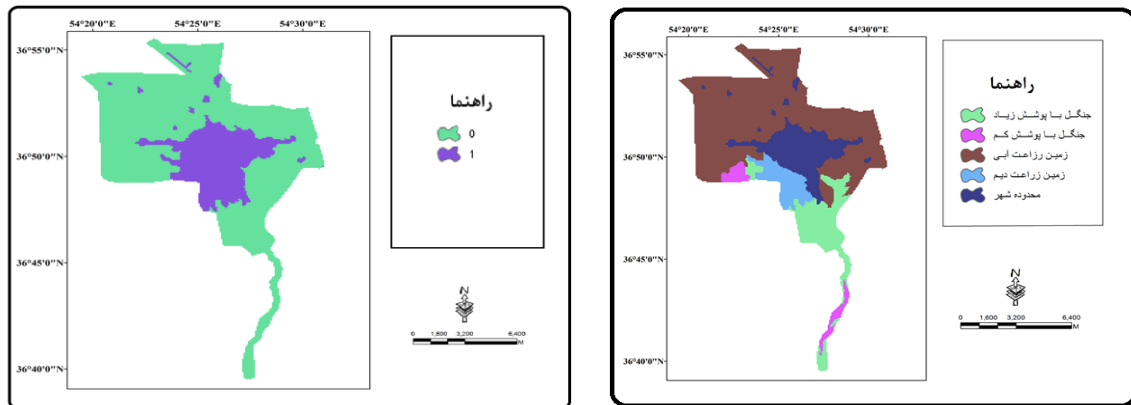 54°20'0"E 54°25'0"E 54°30'0"E
36°55'0"N
36°50'0"N
36°45'0"N
36°40'0"N
راهنما
0
1
N
0 1,600 3,200 6,400
M
54°20'0"E 54°25'0"E 54°30'0"E
36°55'0"N
36°50'0"N
36°45'0"N
36°40'0"N
راهنما
جنگل با پوشش زیاد
جنگل با پوشش کم
زمین رزاعت آبی
زمین زراعت دیم
محدوده شهر
N
0 1,600 3,200 6,400
M